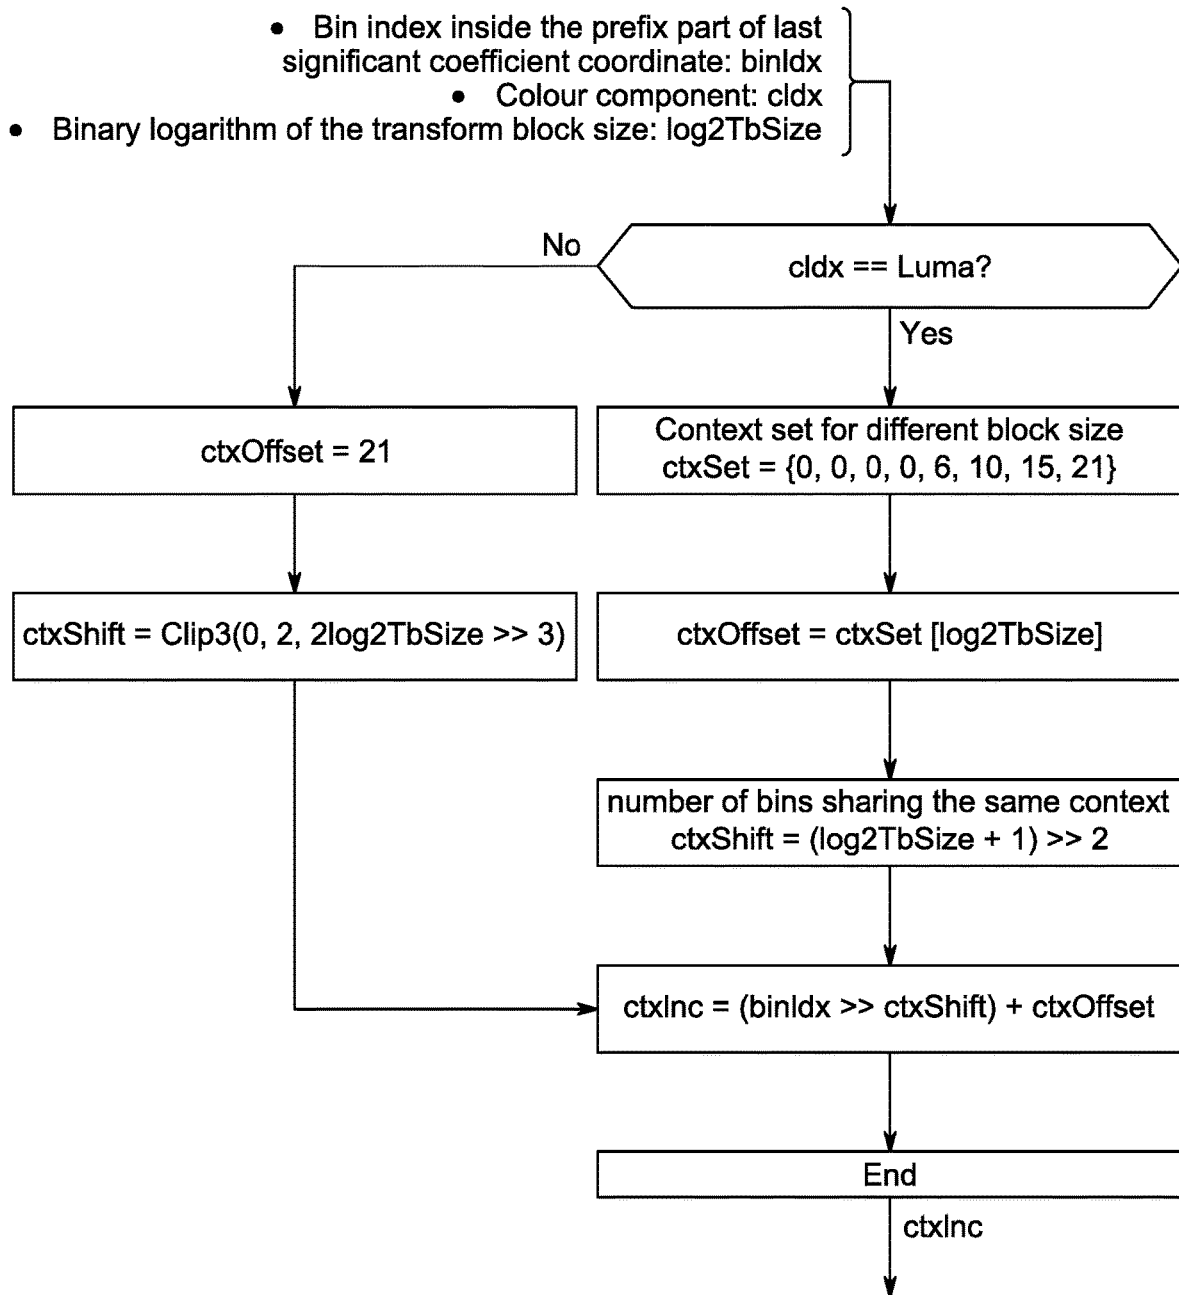 • Bin index inside the prefix part of last
significant coefficient coordinate: binIdx
• Colour component: cIdx
• Binary logarithm of the transform block size: log2TbSize
No
cIdx == Luma?
Yes
ctxOffset = 21
Context set for different block size
ctxSet = {0, 0, 0, 0, 6, 10, 15, 21}
ctxShift = Clip3(0, 2, 2log2TbSize >> 3)
ctxOffset = ctxSet [log2TbSize]
number of bins sharing the same context
ctxShift = (log2TbSize + 1) >> 2
ctxInc = (binIdx >> ctxShift) + ctxOffset
End
ctxInc